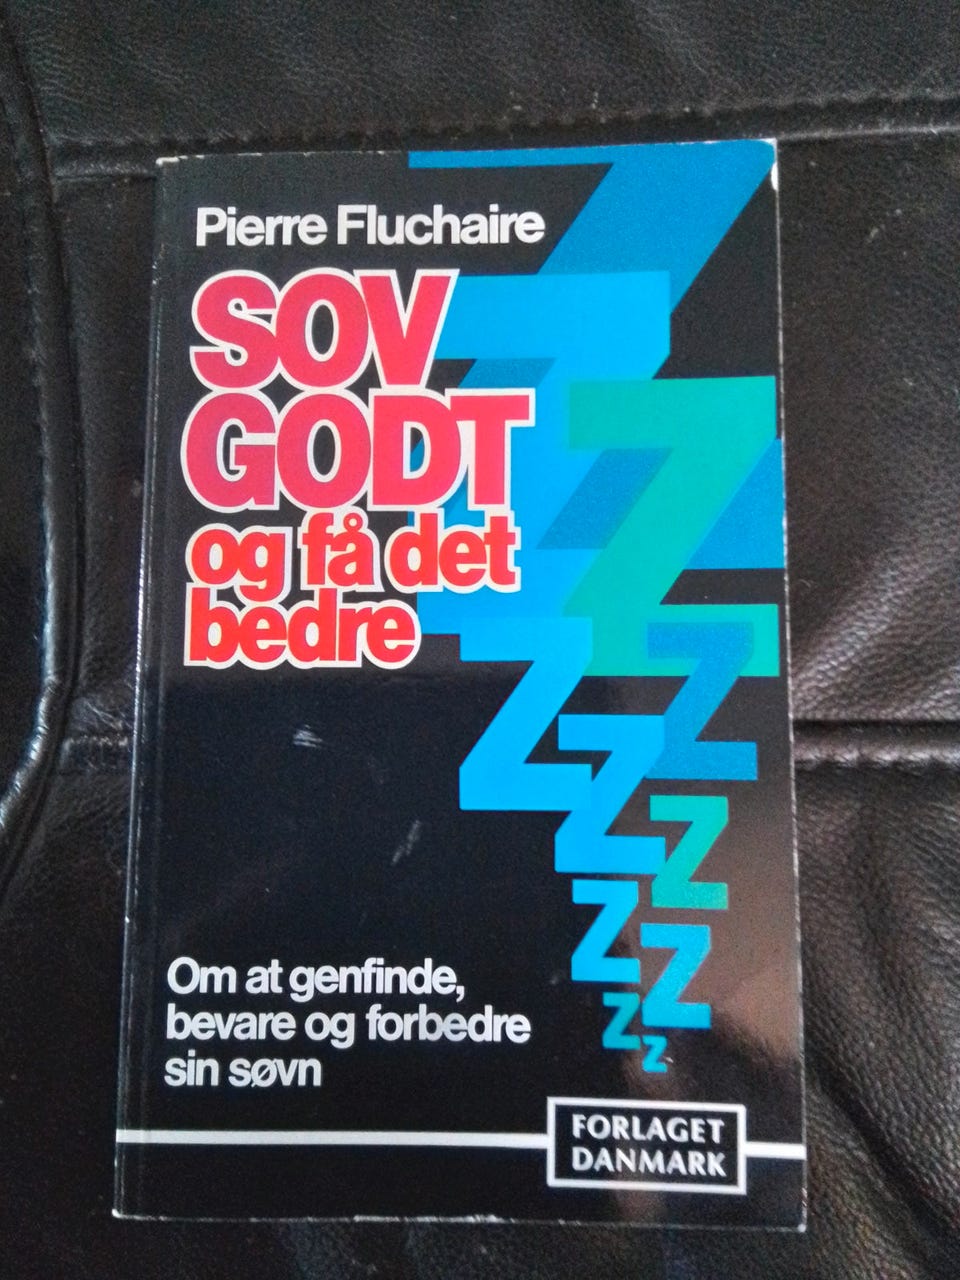 Pierre Fluchaire
SOV
GODT
og få det
bedre
Z
Z
Z
Z
Z
Z
Z
Z
Z
Z
Z
Om at genfinde,
bevare og forbedre
sin søvn
FORLAGET
DANMARK